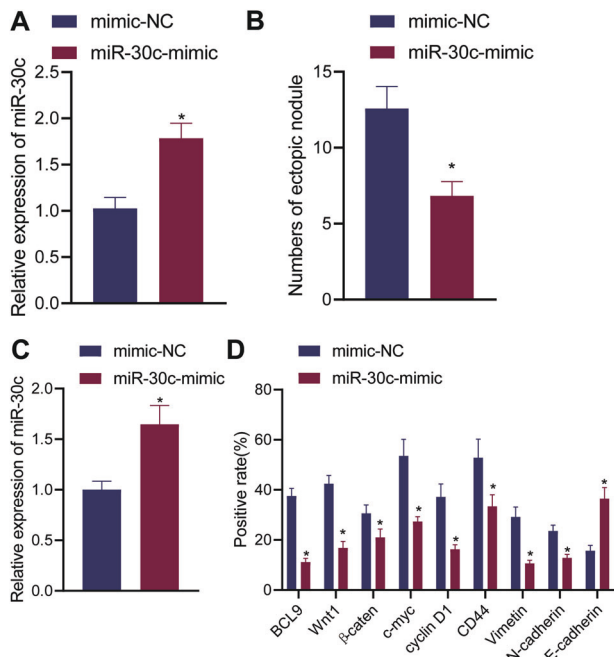 A
mimic-NC
miR-30c-mimic
Relative expression of miR-30c
2.5
2.0
1.5
1.0
0.5
0.0
*
B
mimic-NC
miR-30c-mimic
Numbers of ectopic nodule
15
10
5
0
*
C
mimic-NC
miR-30c-mimic
Relative expression of miR-30c
2.0
1.5
1.0
0.5
0.0
*
D
mimic-NC
miR-30c-mimic
Positive rate(%)
80
60
40
20
0
* * * * * * * * *
BCL9
Wnt1
β-caten
c-myc
cyclin D1
CD44
Vimetin
N-cadherin
E-cadherin